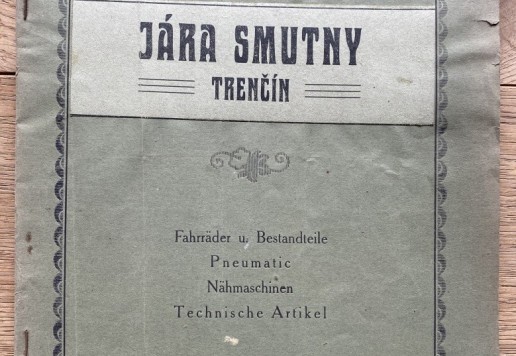 JÁRA SMUTNY
TRENČÍN
Fahrräder u. Bestandteile
Pneumatic
Nähmaschinen
Technische Artikel